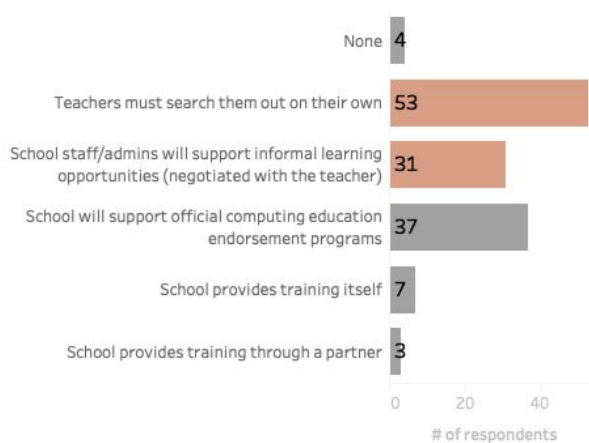 None 4
Teachers must search them out on their own 53
School staff/admins will support informal learning
opportunities (negotiated with the teacher) 31
School will support official computing education
endorsement programs 37
School provides training itself 7
School provides training through a partner 3
0 20 40
# of respondents